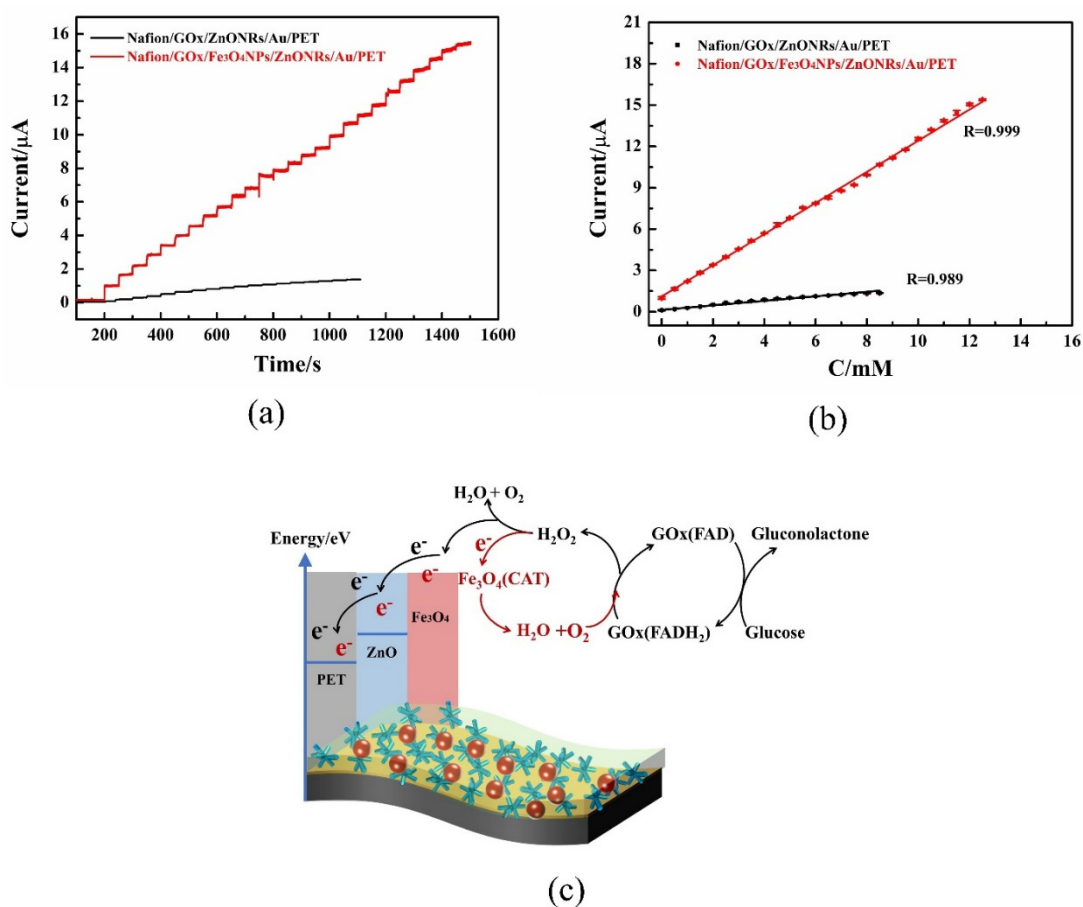 Nafion/GOx/ZnONRs/Au/PET
Nafion/GOx/Fe₃O₄NPs/ZnONRs/Au/PET
Current/μA
16
14
12
10
8
6
4
2
0
200 400 600 800 1000 1200 1400 1600
Time/s
(a)
Nafion/GOx/ZnONRs/Au/PET
Nafion/GOx/Fe₃O₄NPs/ZnONRs/Au/PET
Current/μA
21
18
15
12
9
6
3
0
R=0.999
R=0.989
0 2 4 6 8 10 12 14 16
C/mM
(b)
H₂O + O₂
Energy/eV
e⁻
e⁻
e⁻
e⁻
e⁻
e⁻
e⁻
H₂O₂
GOx(FAD)
Gluconolactone
Fe₃O₄(CAT)
Fe₃O₄
H₂O +O₂
GOx(FADH₂)
Glucose
ZnO
PET
(c)